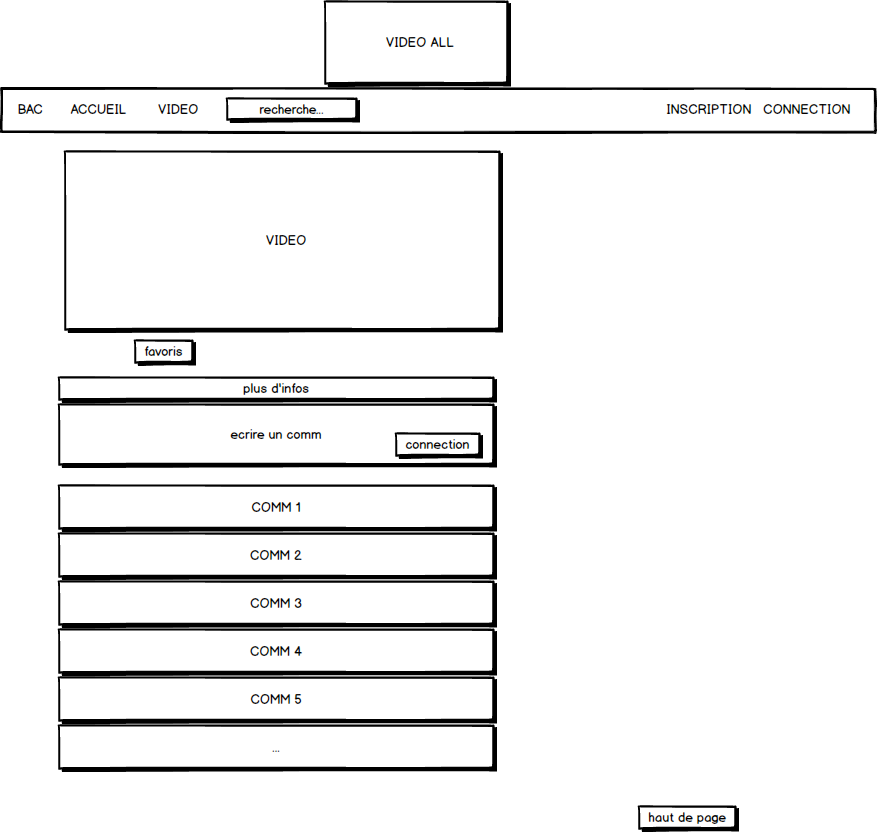 VIDEO ALL
BAC ACCUEIL VIDEO recherche... INSCRIPTION CONNECTION
VIDEO
favoris
plus d'infos
ecrire un comm
connection
COMM 1
COMM 2
COMM 3
COMM 4
COMM 5
...
haut de page